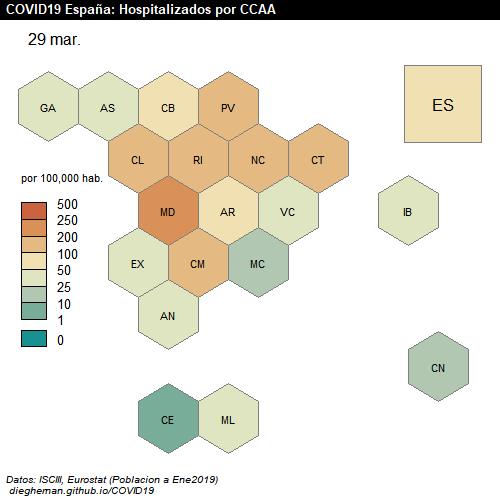 COVID19 España: Hospitalizados por CCAA
29 mar.
GA AS CB PV ES
CL RI NC CT
por 100,000 hab.
500
250
200
100
50
25
10
1
0
MD AR VC IB
EX CM MC
AN
CN
CE ML
Datos: ISCIII, Eurostat (Poblacion a Ene2019)
diegheman.github.io/COVID19